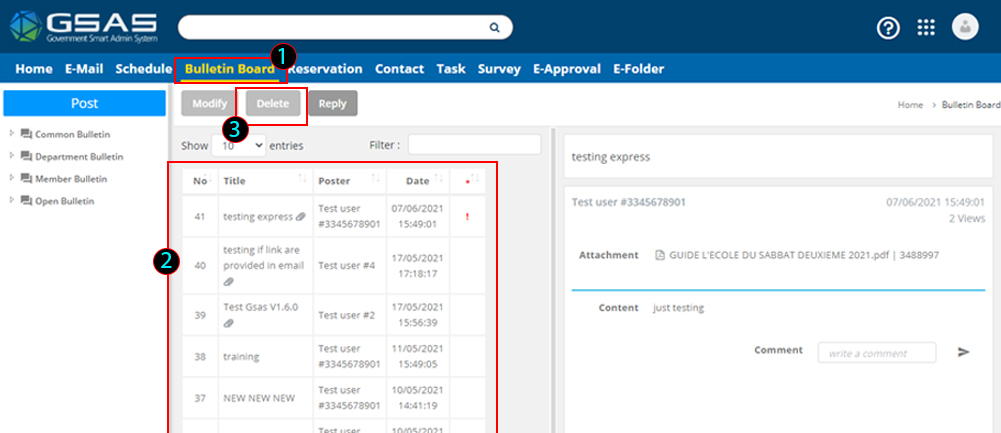 GSAS
Government Smart Admin System
1
Home E-Mail Schedule Bulletin Board Reservation Contact Task Survey E-Approval E-Folder
Post
Modify Delete Reply
Home > Bulletin Board
3
Common Bulletin
Department Bulletin
Member Bulletin
Open Bulletin
Show 10 entries Filter :
No Title Poster Date *
41 testing express Test user #3345678901 07/06/2021 15:49:01 !
2
40 testing if link are provided in email Test user #4 17/05/2021 17:18:17
39 Test Gsas V1.6.0 Test user #2 17/05/2021 15:56:39
38 training Test user #3345678901 11/05/2021 15:49:05
37 NEW NEW NEW Test user #3345678901 10/05/2021 14:41:19
Test user 10/05/2021
testing express
Test user #3345678901 07/06/2021 15:49:01
2 Views
Attachment GUIDE L'ECOLE DU SABBAT DEUXIEME 2021.pdf | 3488997
Content just testing
Comment write a comment